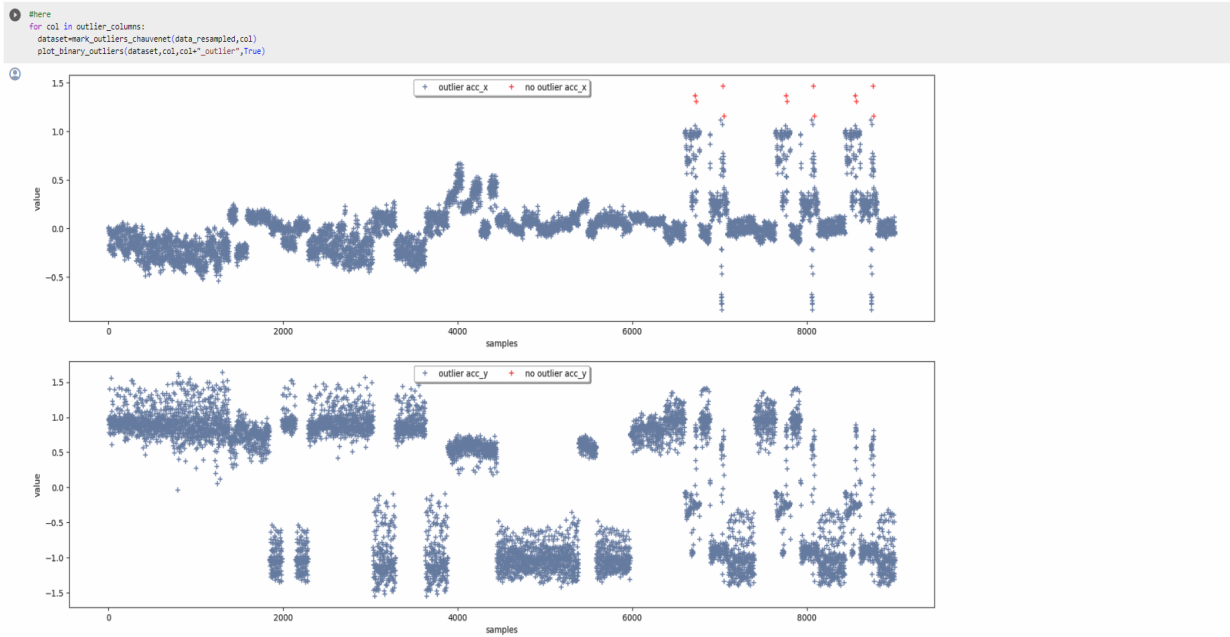 #here
for col in outlier_columns:
dataset=mark_outliers_chauvenet(data_resampled,col)
plot_binary_outliers(dataset,col,col+"_outlier",True)
outlier acc_x no outlier acc_x
1.5
1.0
0.5
0.0
−0.5
value
0 2000 4000 6000 8000
samples
outlier acc_y no outlier acc_y
1.5
1.0
0.5
0.0
−0.5
−1.0
−1.5
value
0 2000 4000 6000 8000
samples